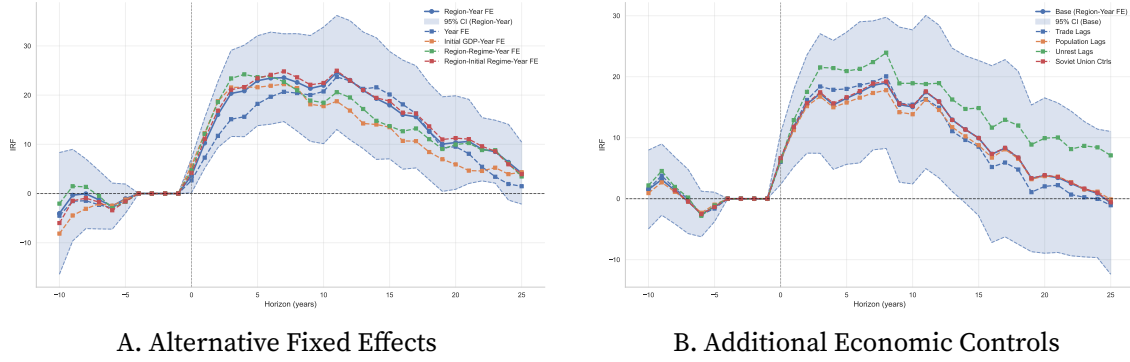 Region-Year FE
95% CI (Region-Year)
Year FE
Initial GDP-Year FE
Region-Regime-Year FE
Region-Initial Regime-Year FE
IRF
30
20
10
0
−10
−10
−5
0
5
10
15
20
25
Horizon (years)
A. Alternative Fixed Effects
Base (Region-Year FE)
95% CI (Base)
Trade Lags
Population Lags
Unrest Lags
Soviet Union Ctrls
IRF
30
20
10
0
−10
−10
−5
0
5
10
15
20
25
Horizon (years)
B. Additional Economic Controls